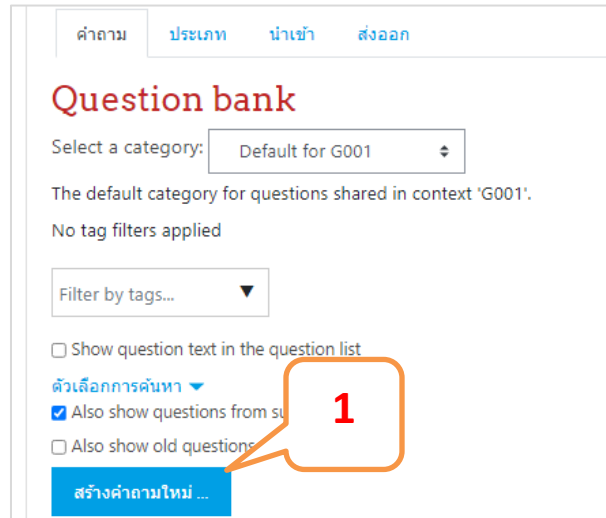 คำถาม ประเภท นำเข้า ส่งออก
Question bank
Select a category: Default for G001
The default category for questions shared in context 'G001'.
No tag filters applied
Filter by tags...
Show question text in the question list
ตัวเลือกการค้นหา
Also show questions from
1
Also show old questions
สร้างคำถามใหม่ ...